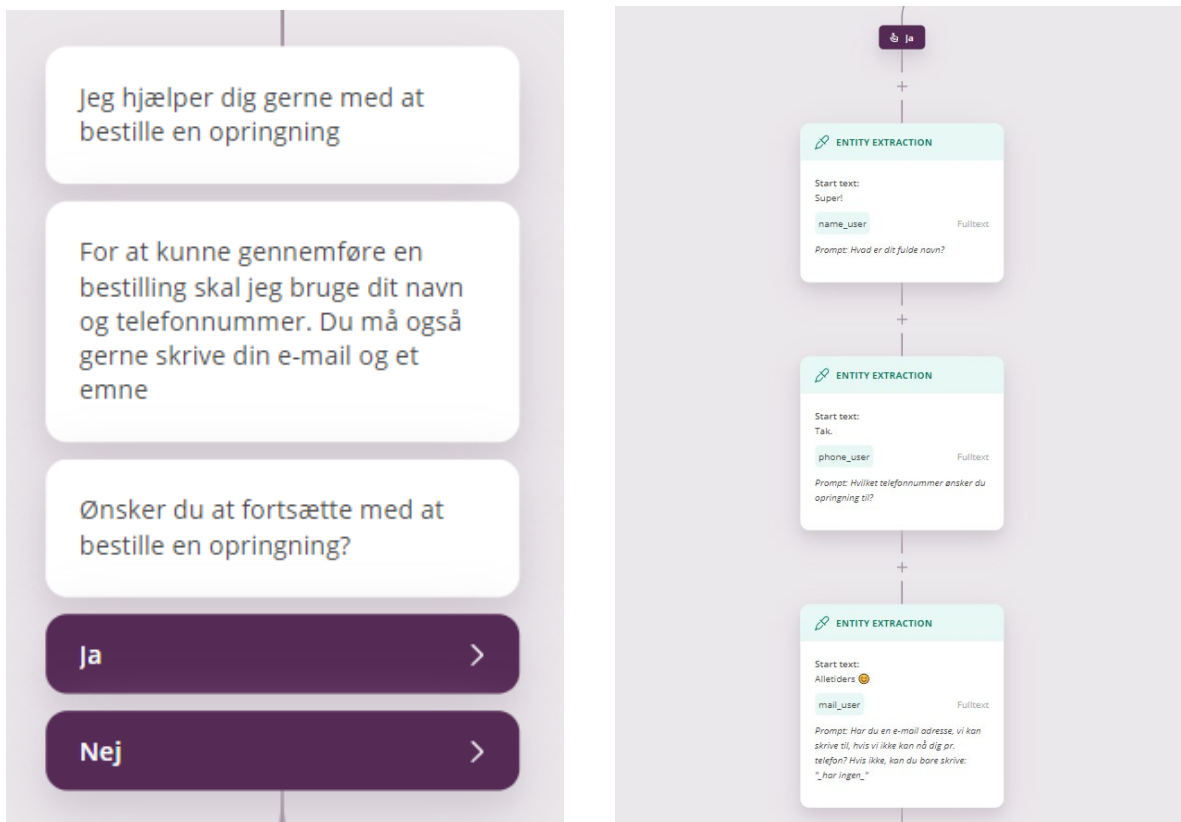 Jeg hjælper dig gerne med at
bestille en opringning
For at kunne gennemføre en
bestilling skal jeg bruge dit navn
og telefonnummer. Du må også
gerne skrive din e-mail og et
emne
Ønsker du at fortsætte med at
bestille en opringning?
Ja
Nej
Ja
ENTITY EXTRACTION
Start text:
Super!
name_user Fulltext
Prompt: Hvad er dit fulde navn?
ENTITY EXTRACTION
Start text:
Tak.
phone_user Fulltext
Prompt: Hvilket telefonnummer ønsker du
opringning til?
ENTITY EXTRACTION
Start text:
Alletiders 😊
mail_user Fulltext
Prompt: Har du en e-mail adresse, vi kan
skrive til, hvis vi ikke kan nå dig pr.
telefon? Hvis ikke, kan du bare skrive:
"_har ingen_"